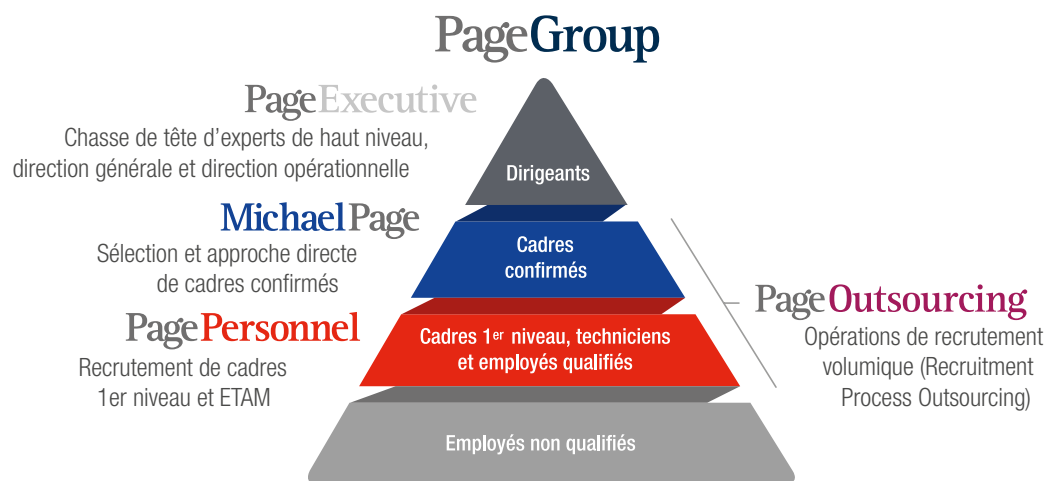 PageGroup
PageExecutive
Chasse de tête d'experts de haut niveau,
direction générale et direction opérationnelle
Dirigeants
MichaelPage
Sélection et approche directe
de cadres confirmés
Cadres
confirmés
PagePersonnel
Recrutement de cadres
1er niveau et ETAM
Cadres 1er niveau, techniciens
et employés qualifiés
PageOutsourcing
Opérations de recrutement
volumique (Recruitment
Process Outsourcing)
Employés non qualifiés